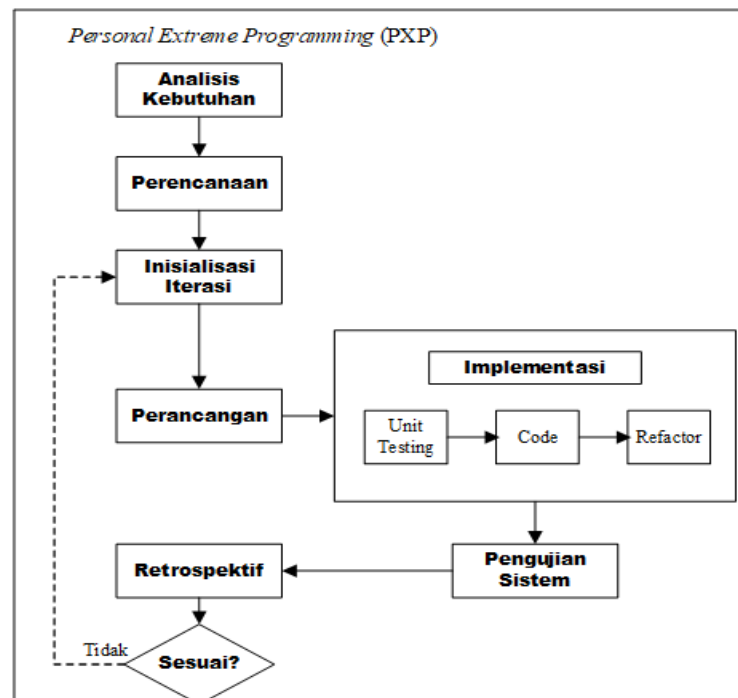 Personal Extreme Programming (PXP)
Analisis
Kebutuhan
Perencanaan
Inisialisasi
Iterasi
Perancangan
Implementasi
Unit
Testing
Code
Refactor
Pengujian
Sistem
Retrospektif
Sesuai?
Tidak